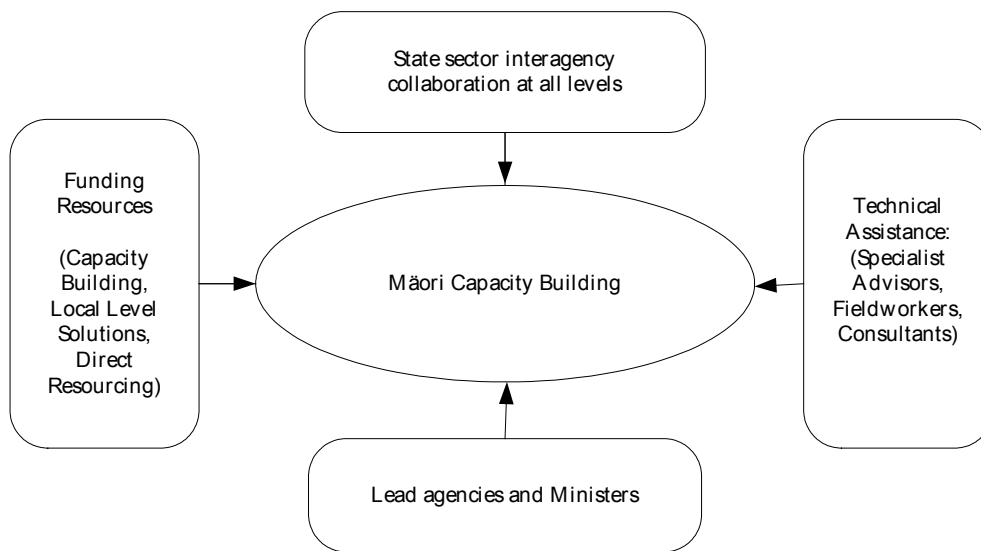 State sector interagency
collaboration at all levels
Funding
Resources
(Capacity
Building,
Local Level
Solutions,
Direct
Resourcing)
Mäori Capacity Building
Technical
Assistance:
(Specialist
Advisors,
Fieldworkers,
Consultants)
Lead agencies and Ministers